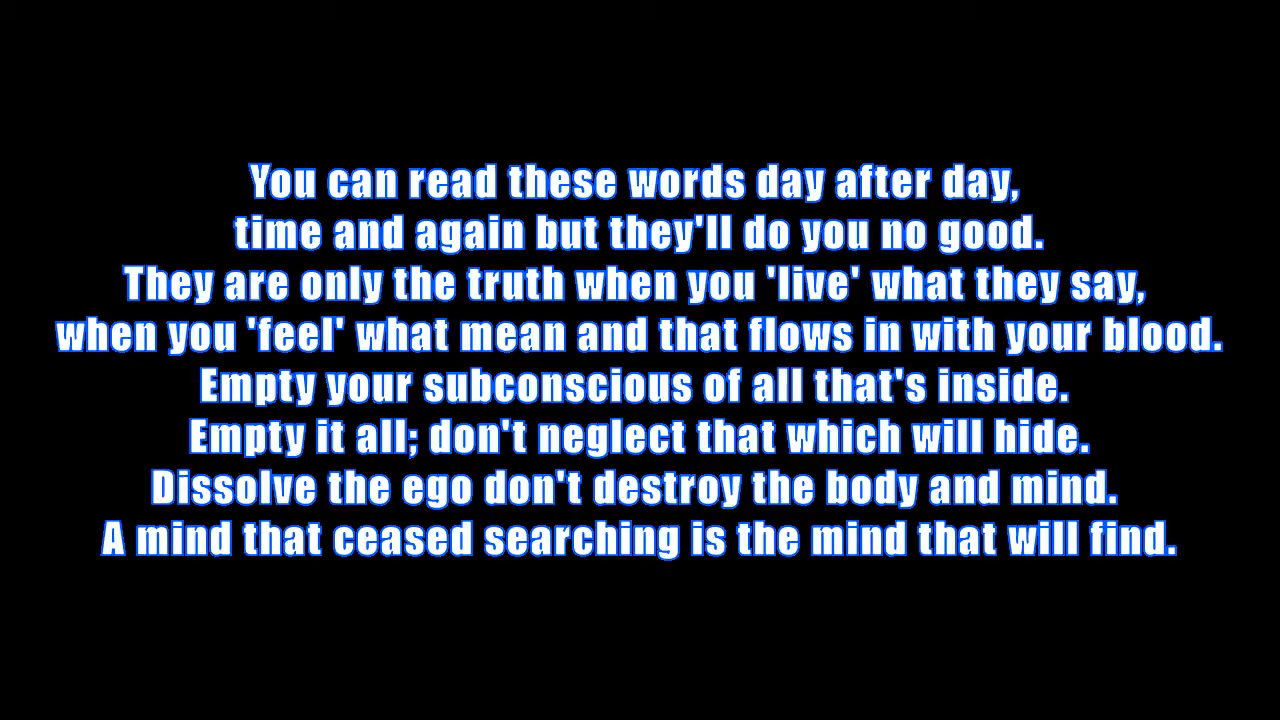 You can read these words day after day,
time and again but they'll do you no good.
They are only the truth when you 'live' what they say,
when you 'feel' what mean and that flows in with your blood.
Empty your subconscious of all that's inside.
Empty it all; don't neglect that which will hide.
Dissolve the ego don't destroy the body and mind.
A mind that ceased searching is the mind that will find.